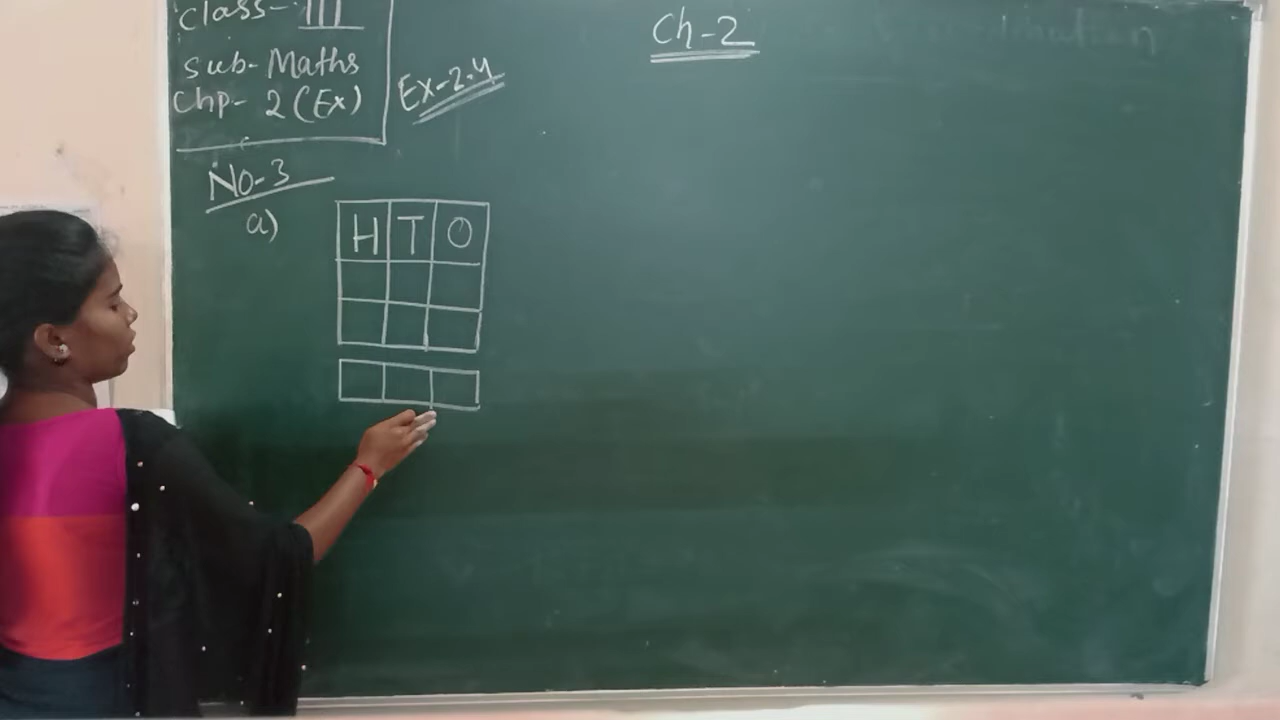 Class- III
Sub- Maths
Chp- 2 (Ex)
Ch-2
Ex-2.4
No-3
a)
H T O